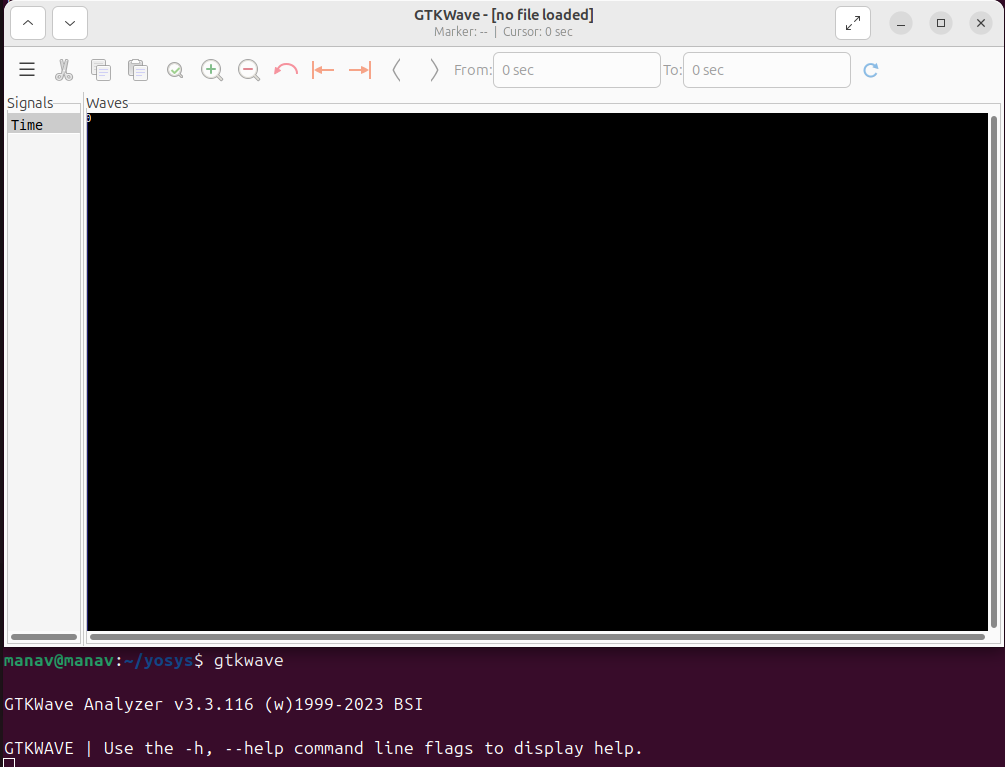 GTKWave - [no file loaded]
Marker: -- | Cursor: 0 sec
From: 0 sec To: 0 sec
Signals Waves
Time 0
manav@manav:~/yosys$ gtkwave
GTKWave Analyzer v3.3.116 (w)1999-2023 BSI
GTKWAVE | Use the -h, --help command line flags to display help.